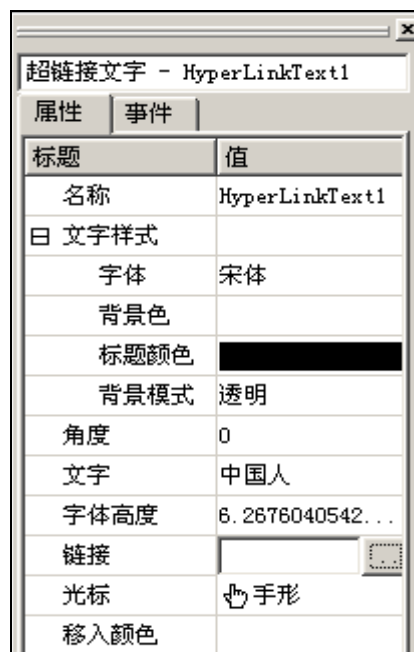 超链接文字 - HyperLinkText1
属性 事件
标题 值
名称 HyperLinkText1
文字样式
字体 宋体
背景色
标题颜色
背景模式 透明
角度 0
文字 中国人
字体高度 6.2676040542...
链接 ...
光标 手形
移入颜色